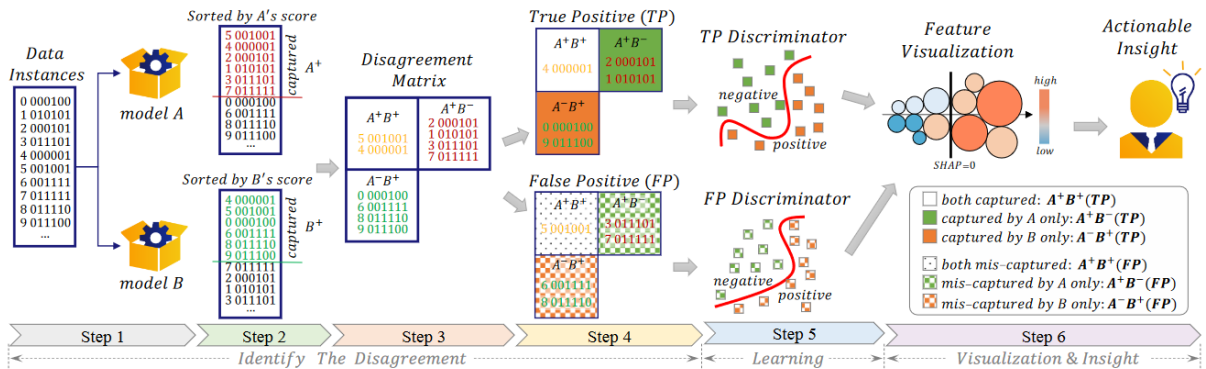 Data
Instances
0 000100
1 010101
2 000101
3 011101
4 000001
5 001001
6 001111
7 011111
8 011110
9 011100
...
model A
model B
Sorted by A's score
5 001001
4 000001
2 000101
1 010101
3 011101
7 011111
0 000100
6 001111
8 011110
9 011100
...
captured
A+
Sorted by B's score
4 000001
5 001001
0 000100
6 001111
8 011110
9 011100
7 011111
2 000101
1 010101
3 011101
...
captured
B+
Disagreement
Matrix
A+B+
5 001001
4 000001
A+B−
2 000101
1 010101
3 011101
7 011111
A−B+
0 000100
6 001111
8 011110
9 011100
True Positive (TP)
A+B+
4 000001
A+B−
2 000101
1 010101
A−B+
0 000100
9 011100
False Positive (FP)
A+B+
5 001001
A+B−
3 011101
7 011111
A−B+
6 001111
8 011110
TP Discriminator
negative
positive
FP Discriminator
negative
positive
Feature
Visualization
SHAP=0
high
low
Actionable
Insight
both captured: A+B+(TP)
captured by A only: A+B−(TP)
captured by B only: A−B+(TP)
both mis-captured: A+B+(FP)
mis-captured by A only: A+B−(FP)
mis-captured by B only: A−B+(FP)
Step 1
Step 2
Step 3
Step 4
Step 5
Step 6
Identify The Disagreement
Learning
Visualization & Insight